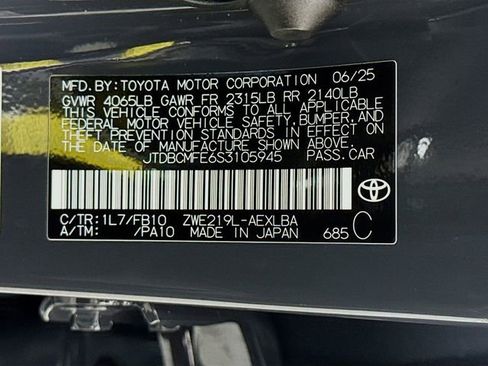 MFD. BY: TOYOTA MOTOR CORPORATION 06/25
GVWR 4065LB GAWR FR 2315LB RR 2140LB
THIS VEHICLE CONFORMS TO ALL APPLICABLE
FEDERAL MOTOR VEHICLE SAFETY, BUMPER, AND
THEFT PREVENTION STANDARDS IN EFFECT ON
THE DATE OF MANUFACTURE SHOWN ABOVE.
JTDBCMFE6S3105945 PASS.CAR
C/TR:1L7/FB10 ZWE219L-AEXLBA
A/TM: /PA10 MADE IN JAPAN 685 C